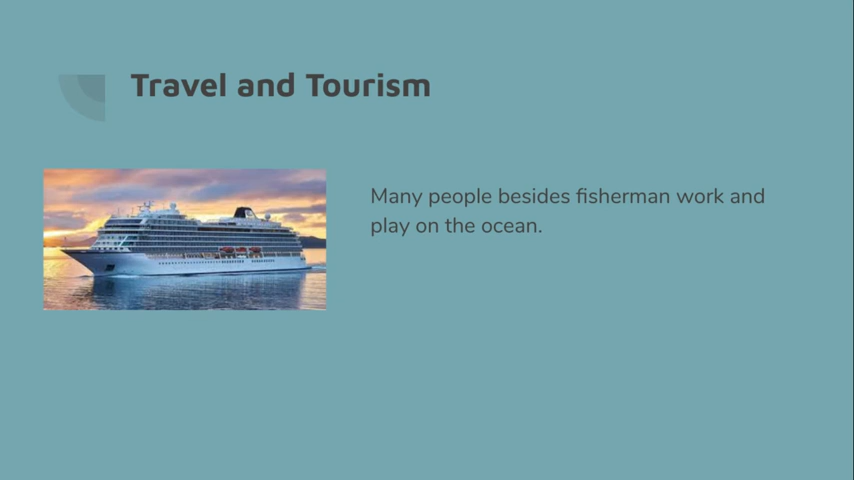 Travel and Tourism
Many people besides fisherman work and
play on the ocean.